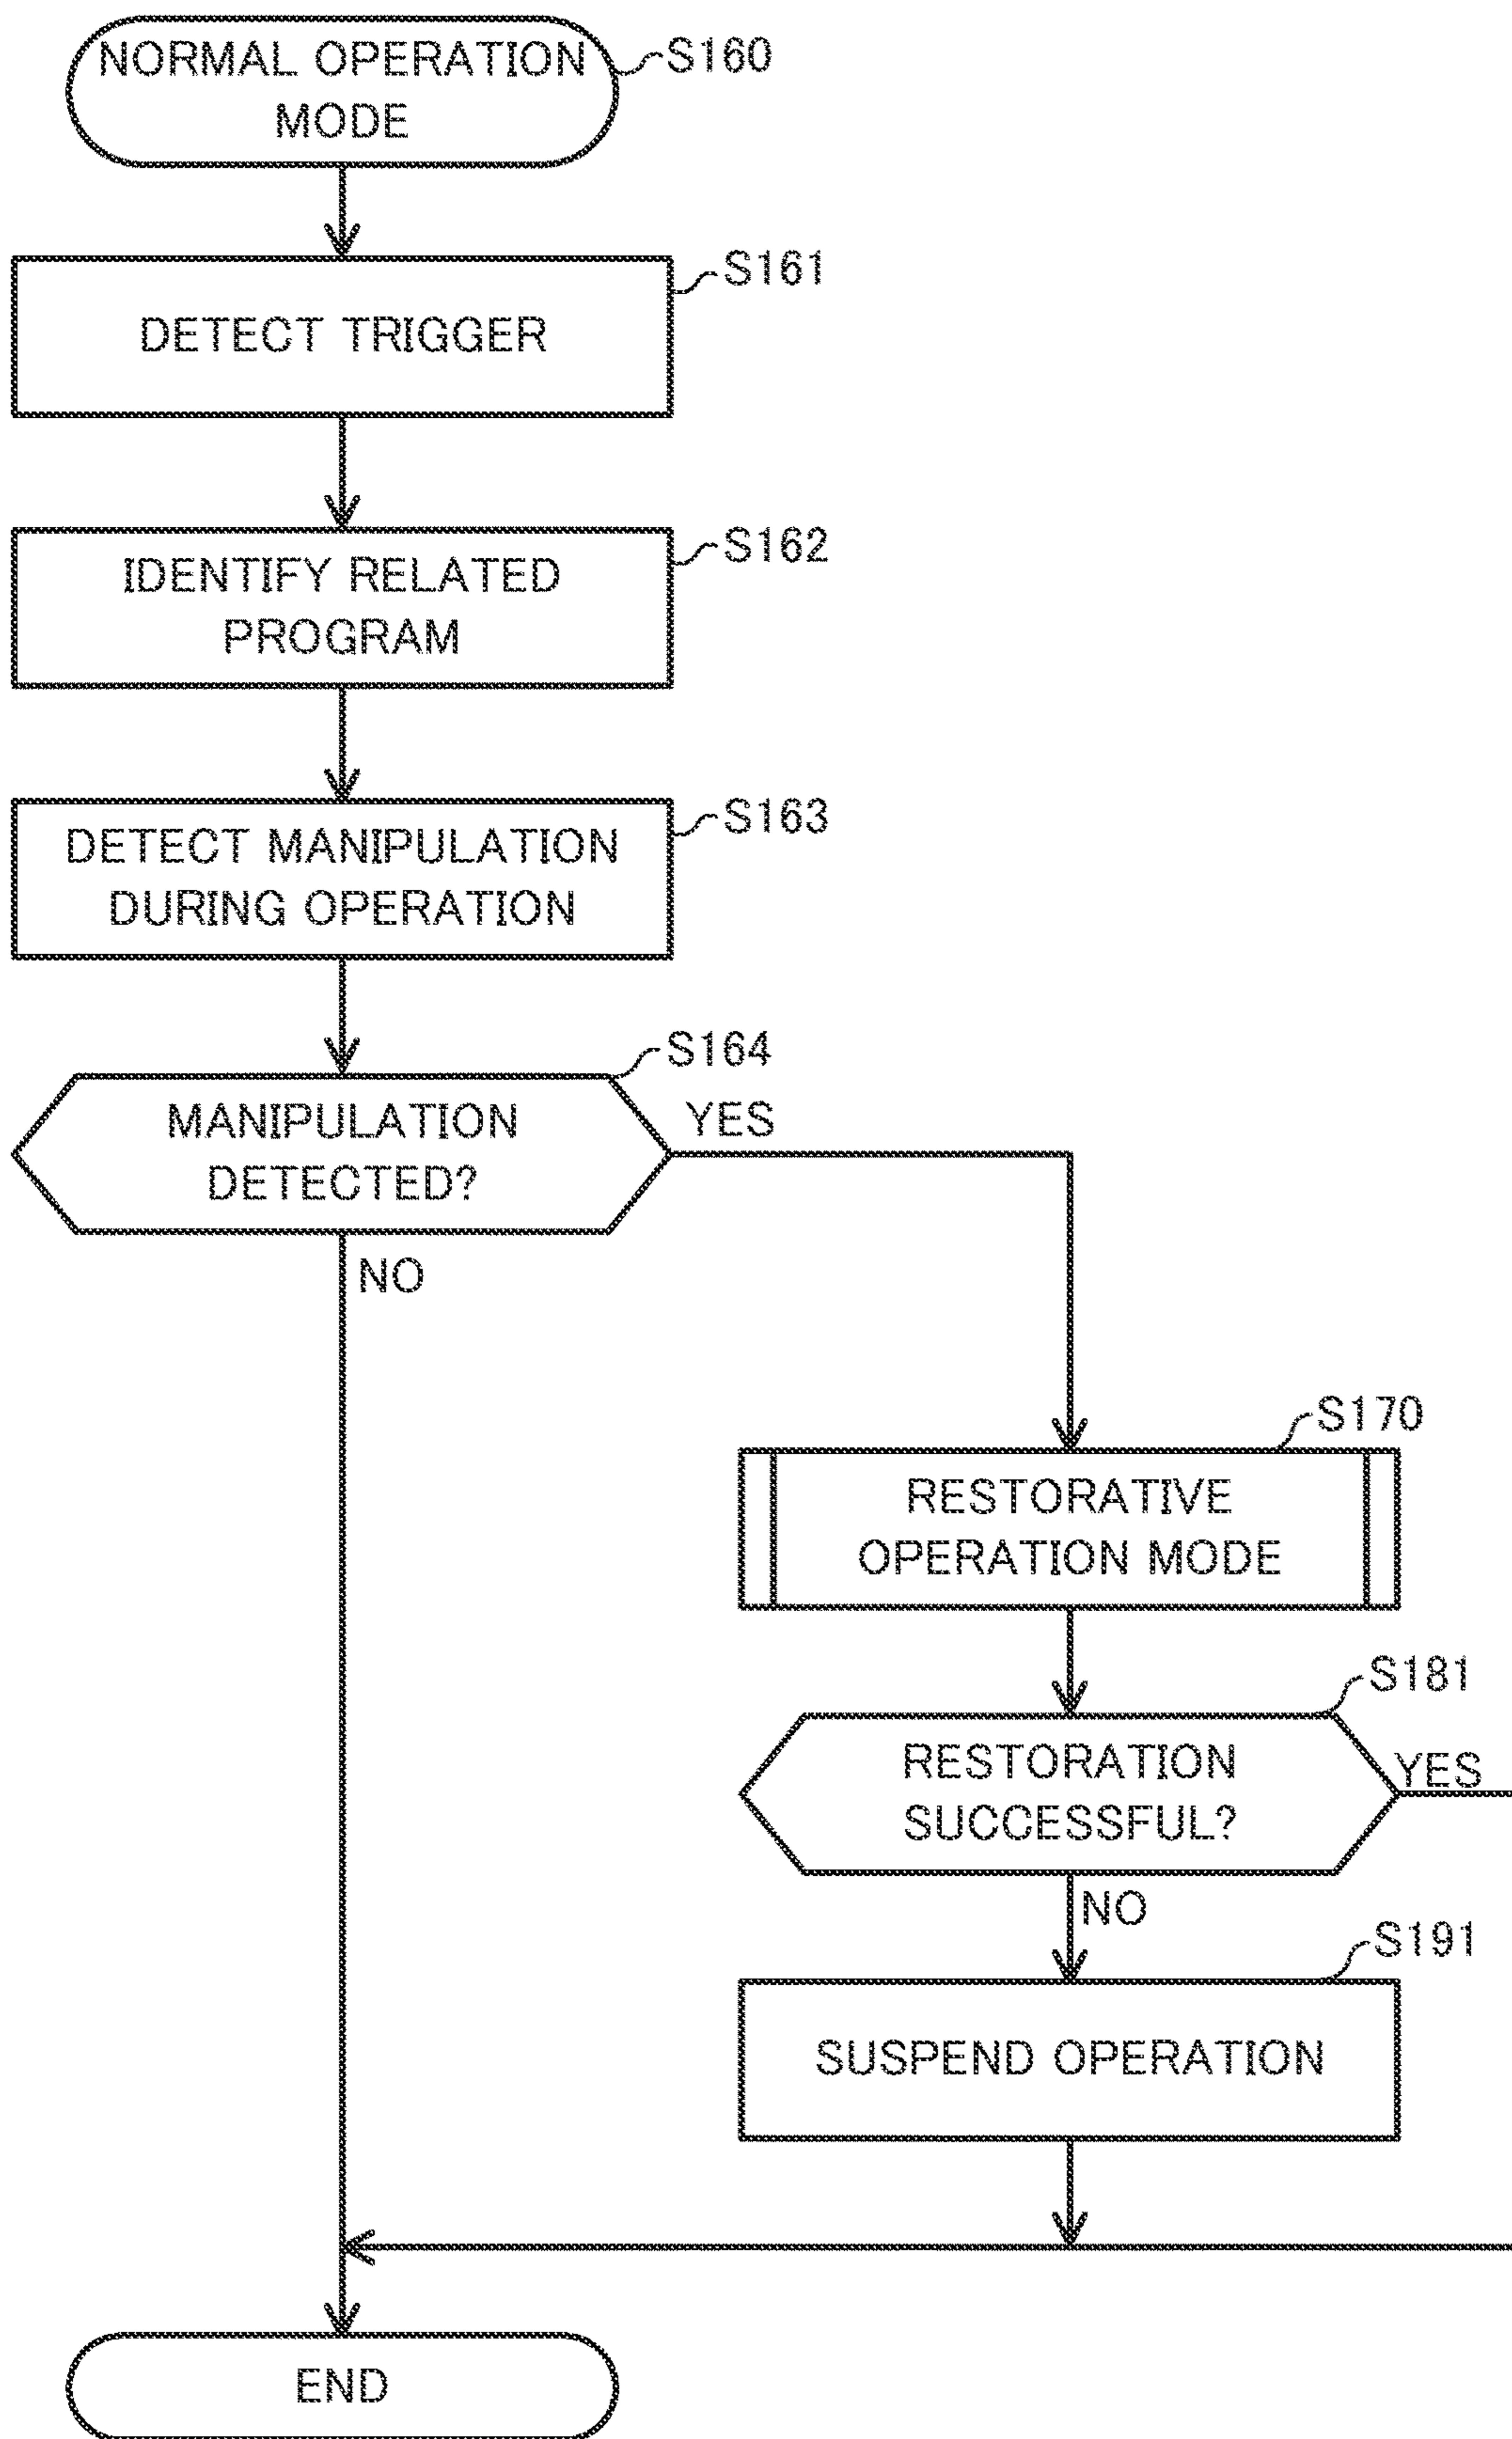 NORMAL OPERATION
MODE
S160
DETECT TRIGGER
S161
IDENTIFY RELATED
PROGRAM
S162
DETECT MANIPULATION
DURING OPERATION
S163
MANIPULATION
DETECTED?
S164
YES
NO
RESTORATIVE
OPERATION MODE
S170
RESTORATION
SUCCESSFUL?
S181
YES
NO
SUSPEND OPERATION
S191
END